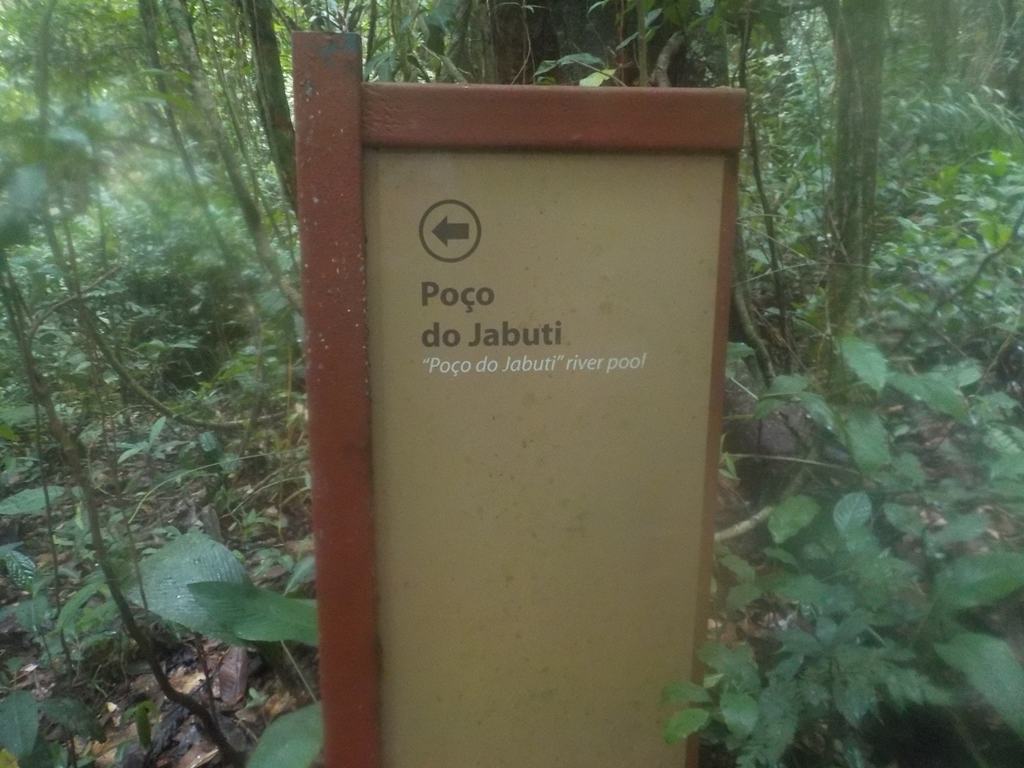 Poço
do Jabuti
"Poço do Jabuti" river pool